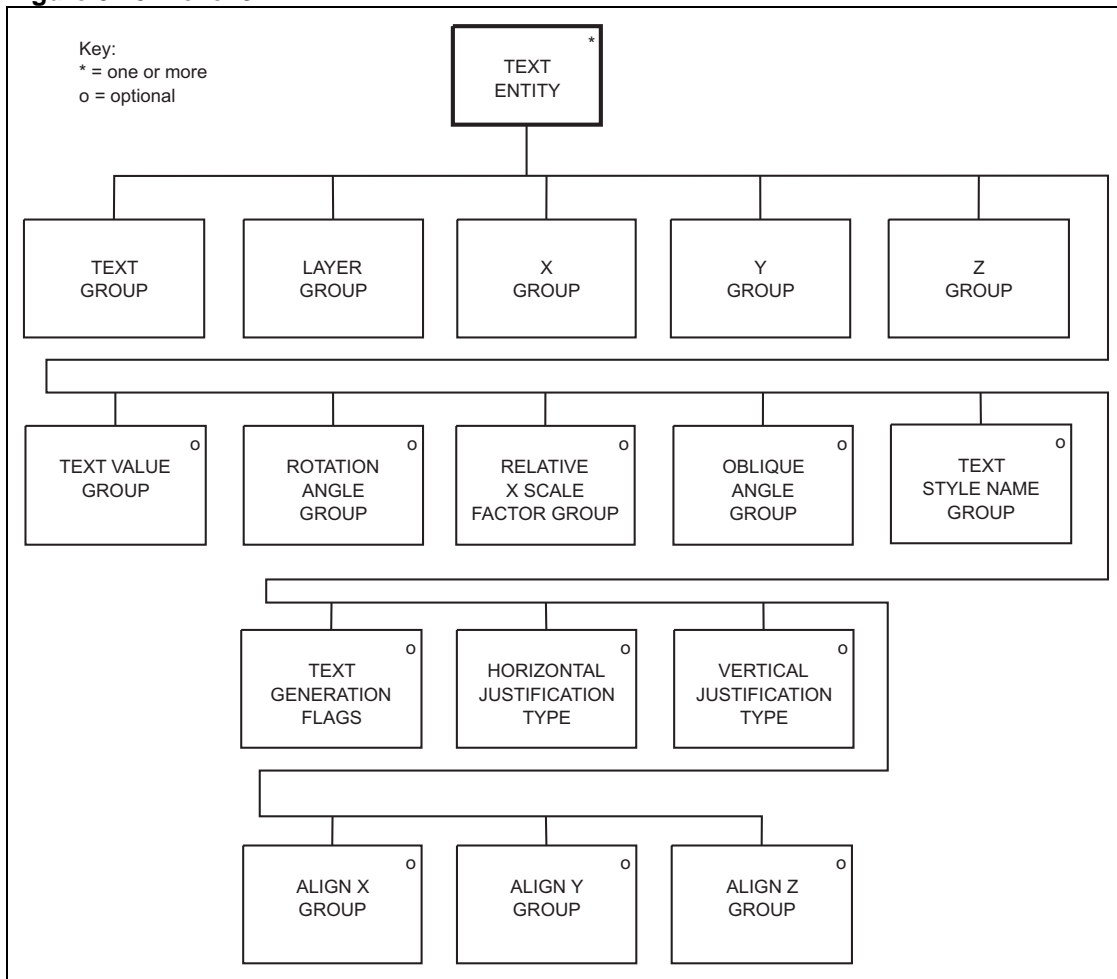 Key:
* = one or more
o = optional
*
TEXT
ENTITY
TEXT
GROUP
LAYER
GROUP
X
GROUP
Y
GROUP
Z
GROUP
o
TEXT VALUE
GROUP
o
ROTATION
ANGLE
GROUP
o
RELATIVE
X SCALE
FACTOR GROUP
o
OBLIQUE
ANGLE
GROUP
o
TEXT
STYLE NAME
GROUP
o
TEXT
GENERATION
FLAGS
o
HORIZONTAL
JUSTIFICATION
TYPE
o
VERTICAL
JUSTIFICATION
TYPE
o
ALIGN X
GROUP
o
ALIGN Y
GROUP
o
ALIGN Z
GROUP